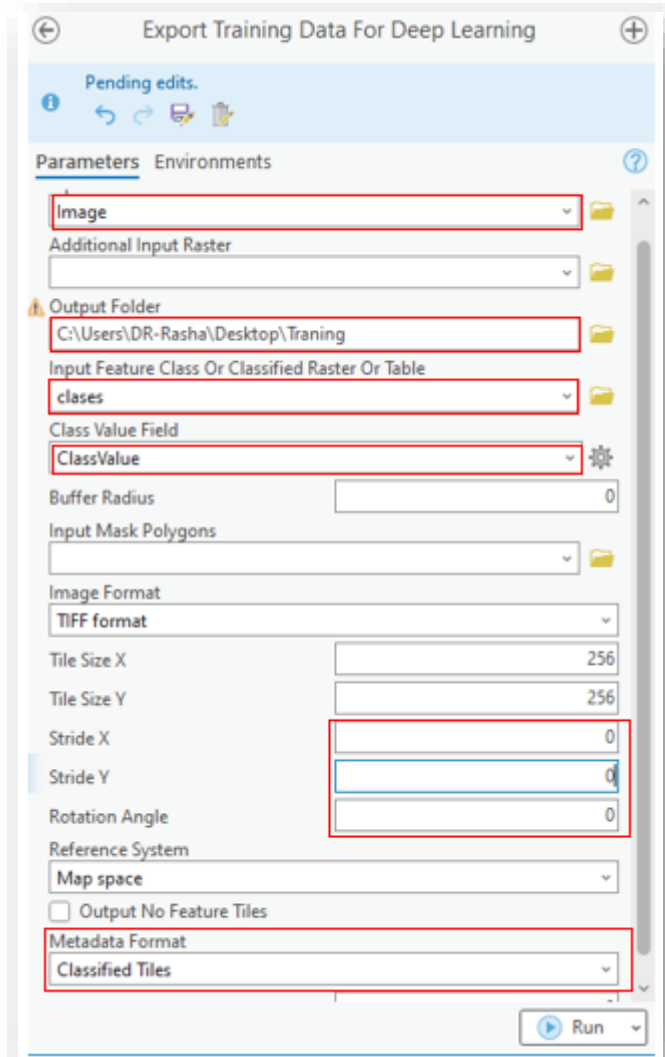 Export Training Data For Deep Learning
Pending edits.
Parameters Environments
Image
Additional Input Raster
Output Folder
C:\Users\DR-Rasha\Desktop\Traning
Input Feature Class Or Classified Raster Or Table
clases
Class Value Field
ClassValue
Buffer Radius 0
Input Mask Polygons
Image Format
TIFF format
Tile Size X 256
Tile Size Y 256
Stride X 0
Stride Y 0
Rotation Angle 0
Reference System
Map space
Output No Feature Tiles
Metadata Format
Classified Tiles
Run